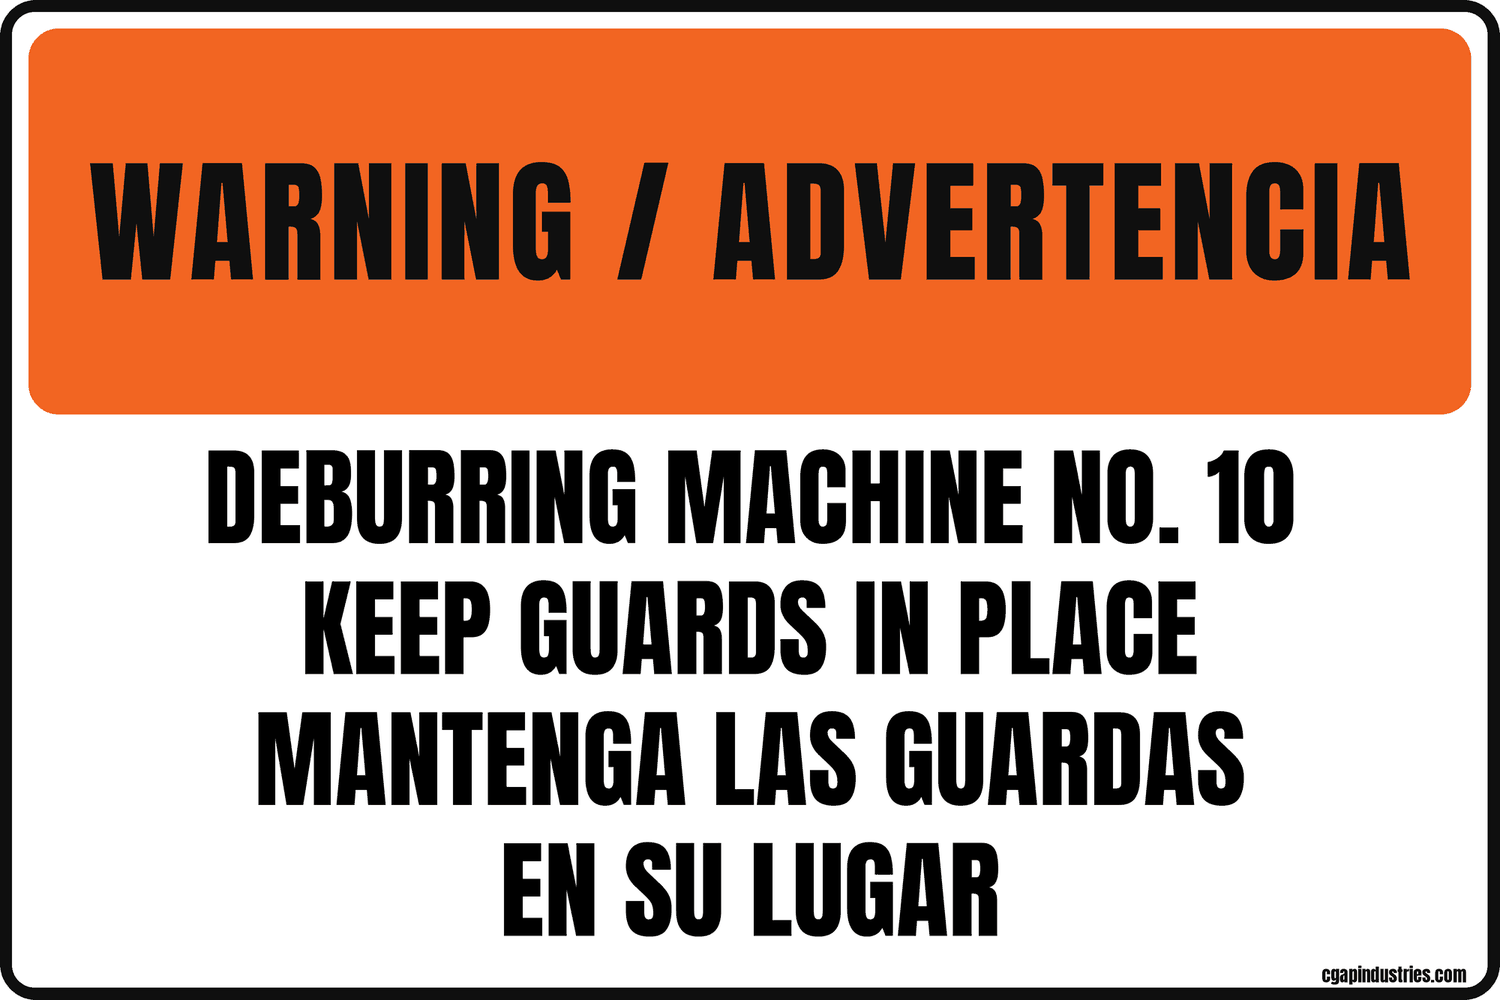 WARNING / ADVERTENCIA
DEBURRING MACHINE NO. 10
KEEP GUARDS IN PLACE
MANTENGA LAS GUARDAS
EN SU LUGAR
cgapindustries.com